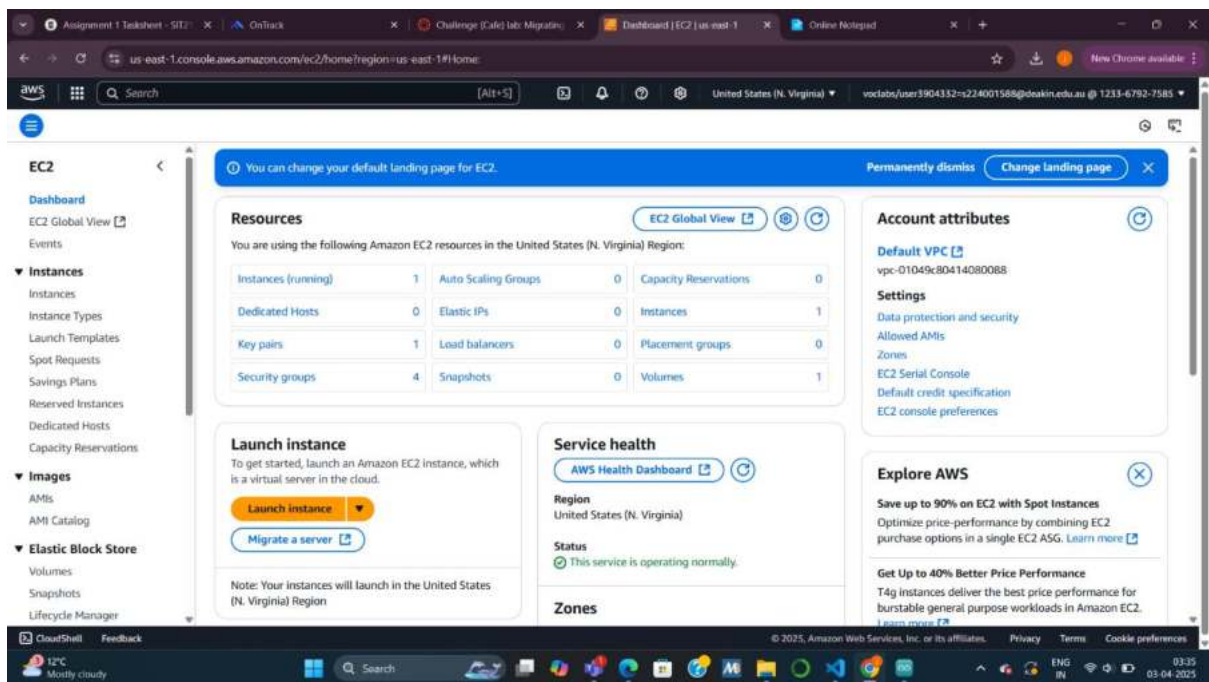 Assignment 1 Tasksheet - SIT2
OnTrack
Challenge (Cafe) lab: Migrating
Dashboard | EC2 | us-east-1
Online Notepad
us-east-1.console.aws.amazon.com/ec2/home?region=us-east-1#Home:
New Chrome available
aws
Search
[Alt+S]
United States (N. Virginia) ▼
voclabs/user3904332=s224001588@deakin.edu.au @ 1233-6792-7585 ▼
EC2
Dashboard
EC2 Global View
Events
Instances
Instances
Instance Types
Launch Templates
Spot Requests
Savings Plans
Reserved Instances
Dedicated Hosts
Capacity Reservations
Images
AMIs
AMI Catalog
Elastic Block Store
Volumes
Snapshots
Lifecycle Manager
You can change your default landing page for EC2.
Permanently dismiss
Change landing page
Resources
EC2 Global View
You are using the following Amazon EC2 resources in the United States (N. Virginia) Region:
Instances (running) 1 Auto Scaling Groups 0 Capacity Reservations 0
Dedicated Hosts 0 Elastic IPs 0 Instances 1
Key pairs 1 Load balancers 0 Placement groups 0
Security groups 4 Snapshots 0 Volumes 1
Launch instance
To get started, launch an Amazon EC2 instance, which
is a virtual server in the cloud.
Launch instance
Migrate a server
Note: Your instances will launch in the United States
(N. Virginia) Region
Service health
AWS Health Dashboard
Region
United States (N. Virginia)
Status
This service is operating normally.
Zones
Account attributes
Default VPC
vpc-01049c80414080088
Settings
Data protection and security
Allowed AMIs
Zones
EC2 Serial Console
Default credit specification
EC2 console preferences
Explore AWS
Save up to 90% on EC2 with Spot Instances
Optimize price-performance by combining EC2
purchase options in a single EC2 ASG. Learn more
Get Up to 40% Better Price Performance
T4g instances deliver the best price performance for
burstable general purpose workloads in Amazon EC2.
Learn more
CloudShell
Feedback
© 2025, Amazon Web Services, Inc. or its affiliates.
Privacy
Terms
Cookie preferences
12°C
Mostly cloudy
Search
ENG
IN
03:35
03-04-2025